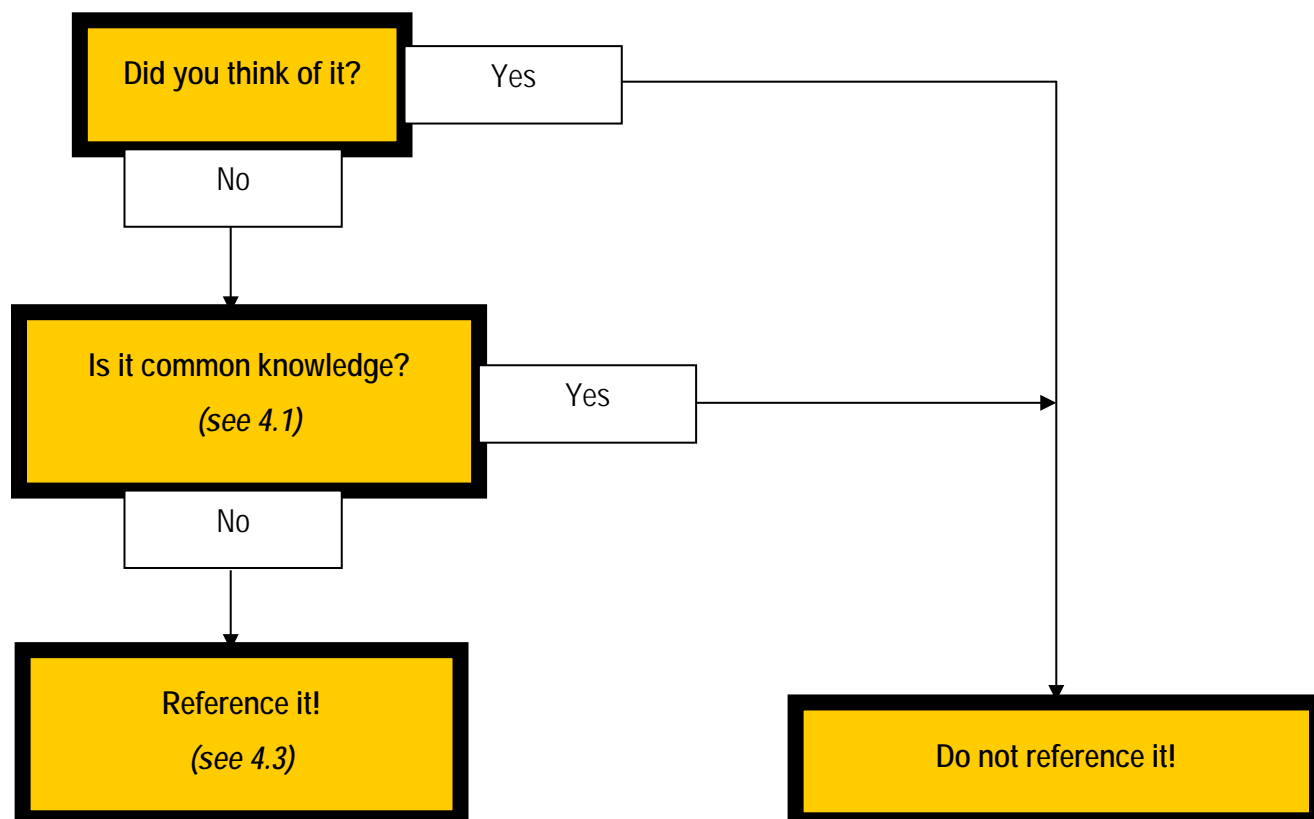 Did you think of it?
Yes
No
Is it common knowledge?
(see 4.1)
Yes
No
Reference it!
(see 4.3)
Do not reference it!